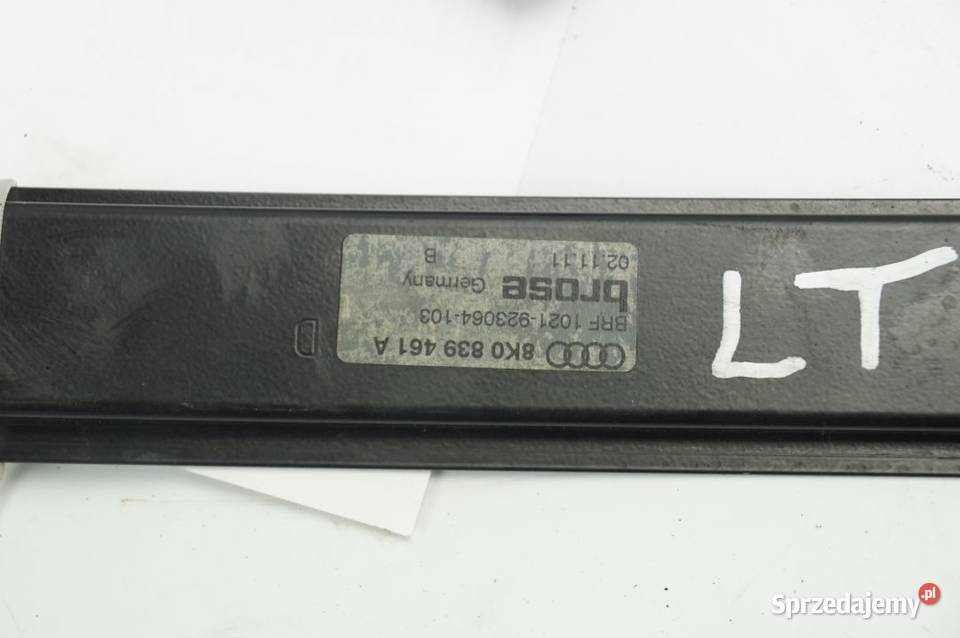 8K0 839 461 A
BRF 1021-923064-103
brose Germany
02.11.11 B
D
LT
Sprzedajemy .pl